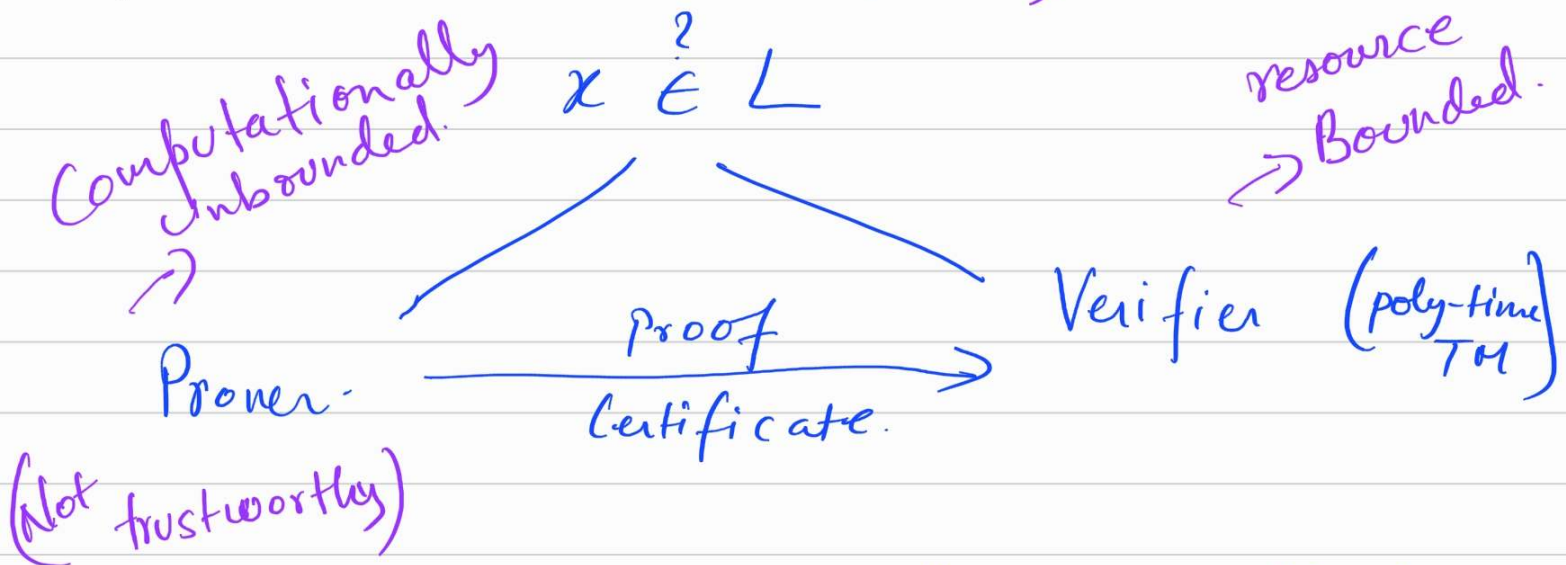 ?
x ∈ L
Computationally
Unbounded.
resource
Bounded.
Proof
Certificate.
Prover.
(Not trustworthy)
Verifier (poly-time
TM)